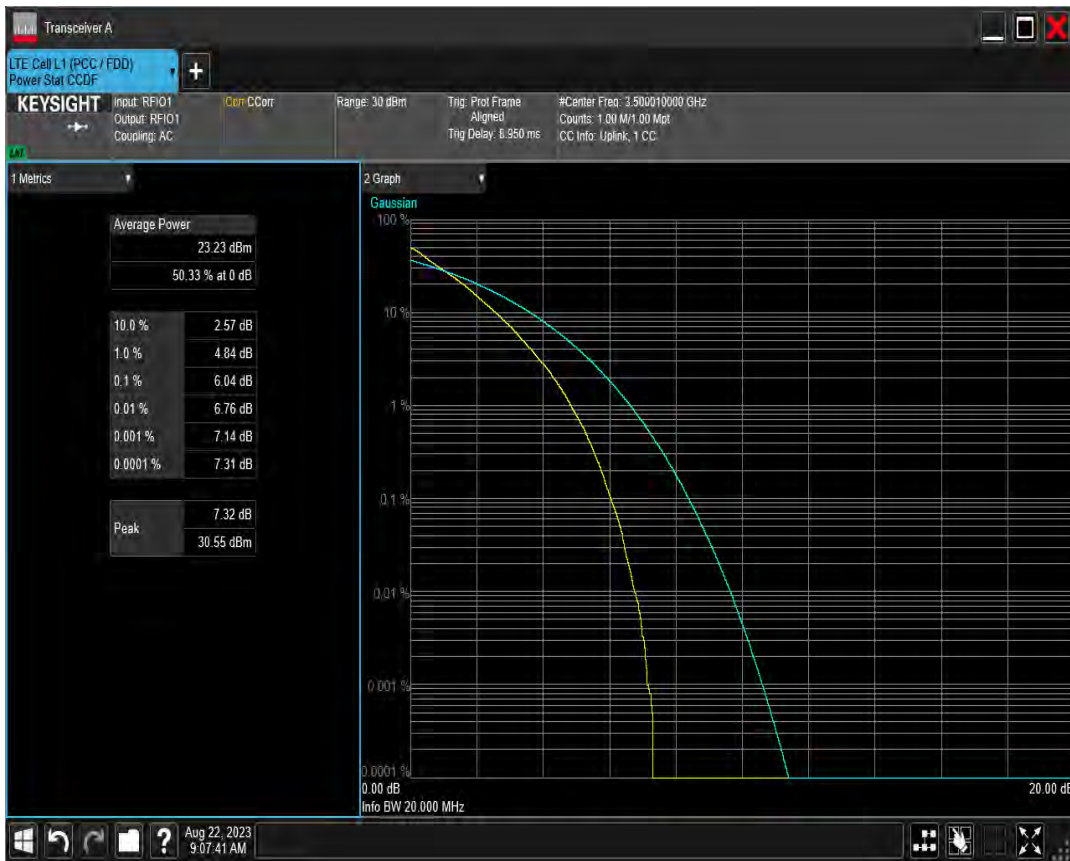 Transceiver A
LTE Cell L1 (PCC / FDD)
Power Stat CCDF
KEYSIGHT
Input: RFIO1
Output: RFIO1
Coupling: AC
Corr CCorr
Range: 30 dBm
Trig: Prot Frame
Aligned
Trig Delay: 8.950 ms
#Center Freq: 3.500010000 GHz
Counts: 1.00 M/1.00 Mpt
CC Info: Uplink, 1 CC
LXI
1 Metrics
Average Power
23.23 dBm
50.33 % at 0 dB
10.0 % 2.57 dB
1.0 % 4.84 dB
0.1 % 6.04 dB
0.01 % 6.76 dB
0.001 % 7.14 dB
0.0001 % 7.31 dB
Peak
7.32 dB
30.55 dBm
2 Graph
Gaussian
100 %
10 %
1 %
0.1 %
0.01 %
0.001 %
0.0001 %
0.00 dB
20.00 dB
Info BW 20.000 MHz
?
Aug 22, 2023
9:07:41 AM